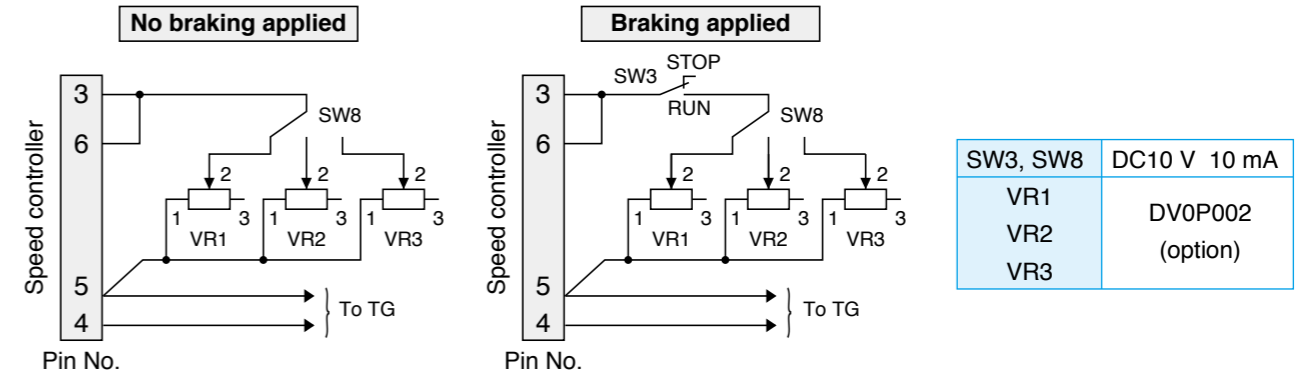 No braking applied
Speed controller
3
6
5
4
SW8
2
2
2
1
3
1
3
1
3
VR1
VR2
VR3
To TG
Pin No.
Braking applied
Speed controller
3
6
5
4
SW3
STOP
RUN
SW8
2
2
2
1
3
1
3
1
3
VR1
VR2
VR3
To TG
Pin No.
SW3, SW8 DC10 V 10 mA
VR1
VR2
VR3
DV0P002
(option)